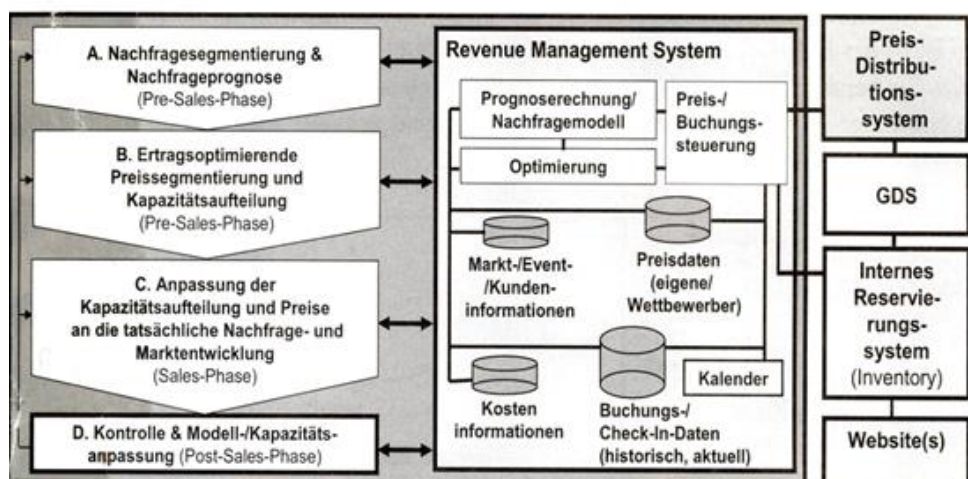 A. Nachfragesegmentierung &
Nachfrageprognose
(Pre-Sales-Phase)
B. Ertragsoptimierende
Preissegmentierung und
Kapazitätsaufteilung
(Pre-Sales-Phase)
C. Anpassung der
Kapazitätsaufteilung und Preise
an die tatsächliche Nachfrage- und
Marktentwicklung
(Sales-Phase)
D. Kontrolle & Modell-/Kapazitäts-
anpassung (Post-Sales-Phase)
Revenue Management System
Prognoserechnung/
Nachfragemodell
Optimierung
Preis-/
Buchungs-
steuerung
Markt-/Event-
/Kunden-
informationen
Preisdaten
(eigene/
Wettbewerber)
Kosten
informationen
Buchungs-/
Check-In-Daten
(historisch, aktuell)
Kalender
Preis-
Distribu-
tions-
system
GDS
Internes
Reservie-
rungs-
system
(Inventory)
Website(s)